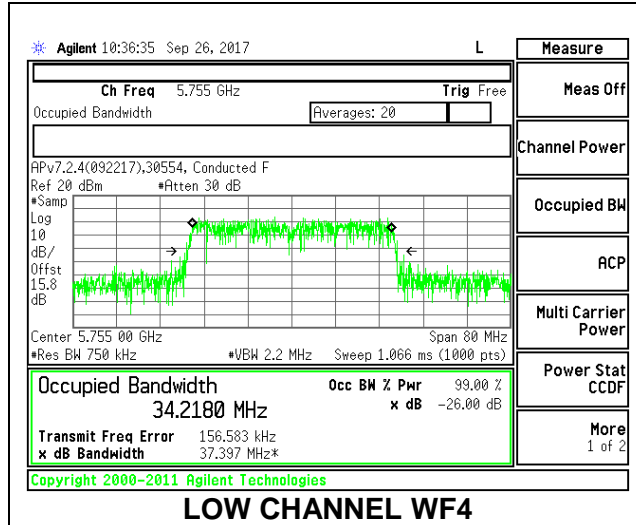 Agilent 10:36:35 Sep 26, 2017 L Measure
Ch Freq 5.755 GHz Trig Free
Meas Off
Occupied Bandwidth Averages: 20
Channel Power
APv7.2.4(092217),30554, Conducted F
Ref 20 dBm #Atten 30 dB
#Samp
Log
10
dB/
Offst
15.8
dB
Occupied BW
ACP
Center 5.755 00 GHz Span 80 MHz
#Res BW 750 kHz #VBW 2.2 MHz Sweep 1.066 ms (1000 pts)
Multi Carrier
Power
Occupied Bandwidth Occ BW % Pwr 99.00 %
34.2180 MHz x dB -26.00 dB
Transmit Freq Error 156.583 kHz
x dB Bandwidth 37.397 MHz*
Power Stat
CCDF
More
1 of 2
Copyright 2000-2011 Agilent Technologies
LOW CHANNEL WF4